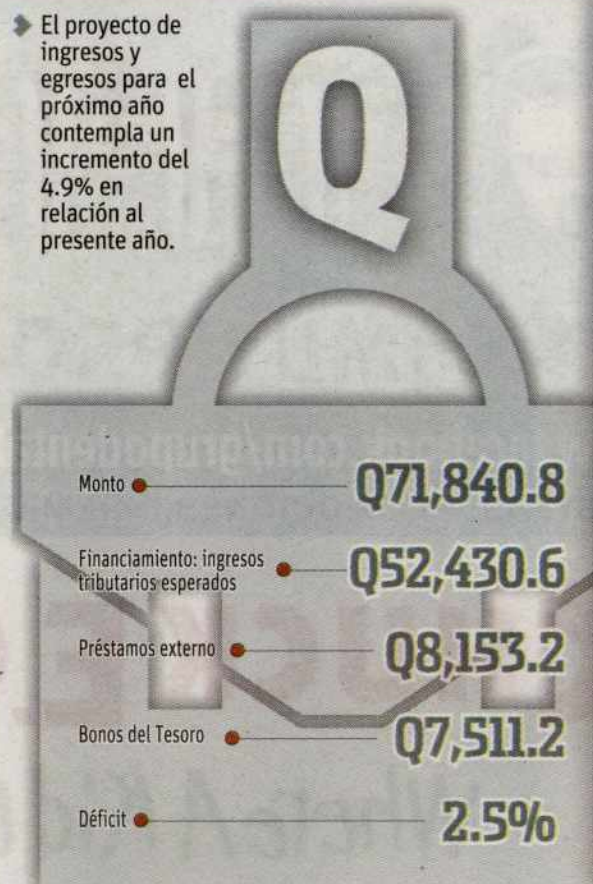 El proyecto de
ingresos y
egresos para el
próximo año
contempla un
incremento del
4.9% en
relación al
presente año.
Q
Monto Q71,840.8
Financiamiento: ingresos
tributarios esperados Q52,430.6
Préstamos externo Q8,153.2
Bonos del Tesoro Q7,511.2
Déficit 2.5%